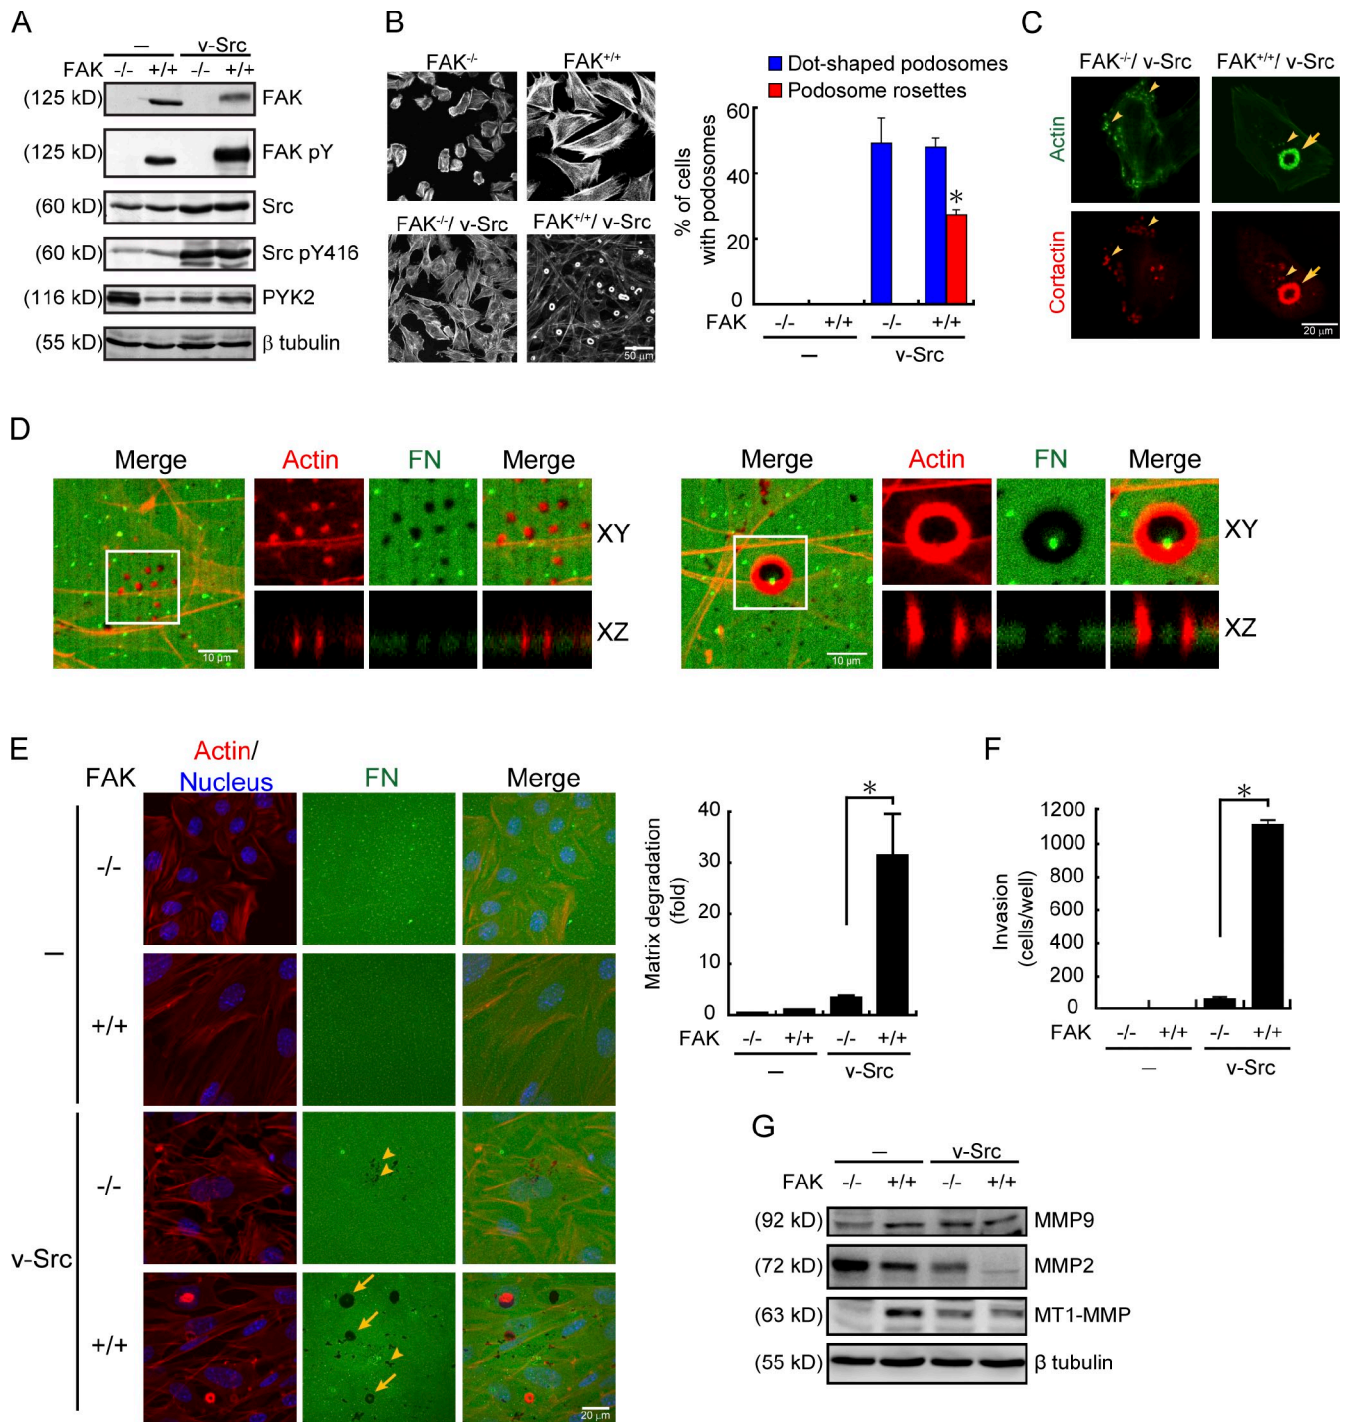 A
— v-Src
FAK -/- +/+ -/- +/+
(125 kD) FAK
(125 kD) FAK pY
(60 kD) Src
(60 kD) Src pY416
(116 kD) PYK2
(55 kD) β tubulin
B
FAK-/- FAK+/+
FAK-/-/ v-Src FAK+/+/ v-Src
50 μm
Dot-shaped podosomes
Podosome rosettes
% of cells
with podosomes
60
40
20
0
*
FAK -/- +/+ -/- +/+
— v-Src
C
FAK-/-/ v-Src FAK+/+/ v-Src
Actin
Cortactin
20 μm
D
Merge Actin FN Merge
XY
XZ
10 μm
Merge Actin FN Merge
XY
XZ
10 μm
E
FAK Actin/
Nucleus FN Merge
-/-
—
+/+
-/-
v-Src
+/+
20 μm
Matrix degradation
(fold)
40
30
20
10
0
*
FAK -/- +/+ -/- +/+
— v-Src
F
Invasion
(cells/well)
1200
1000
800
600
400
200
0
*
FAK -/- +/+ -/- +/+
— v-Src
G
— v-Src
FAK -/- +/+ -/- +/+
(92 kD) MMP9
(72 kD) MMP2
(63 kD) MT1-MMP
(55 kD) β tubulin